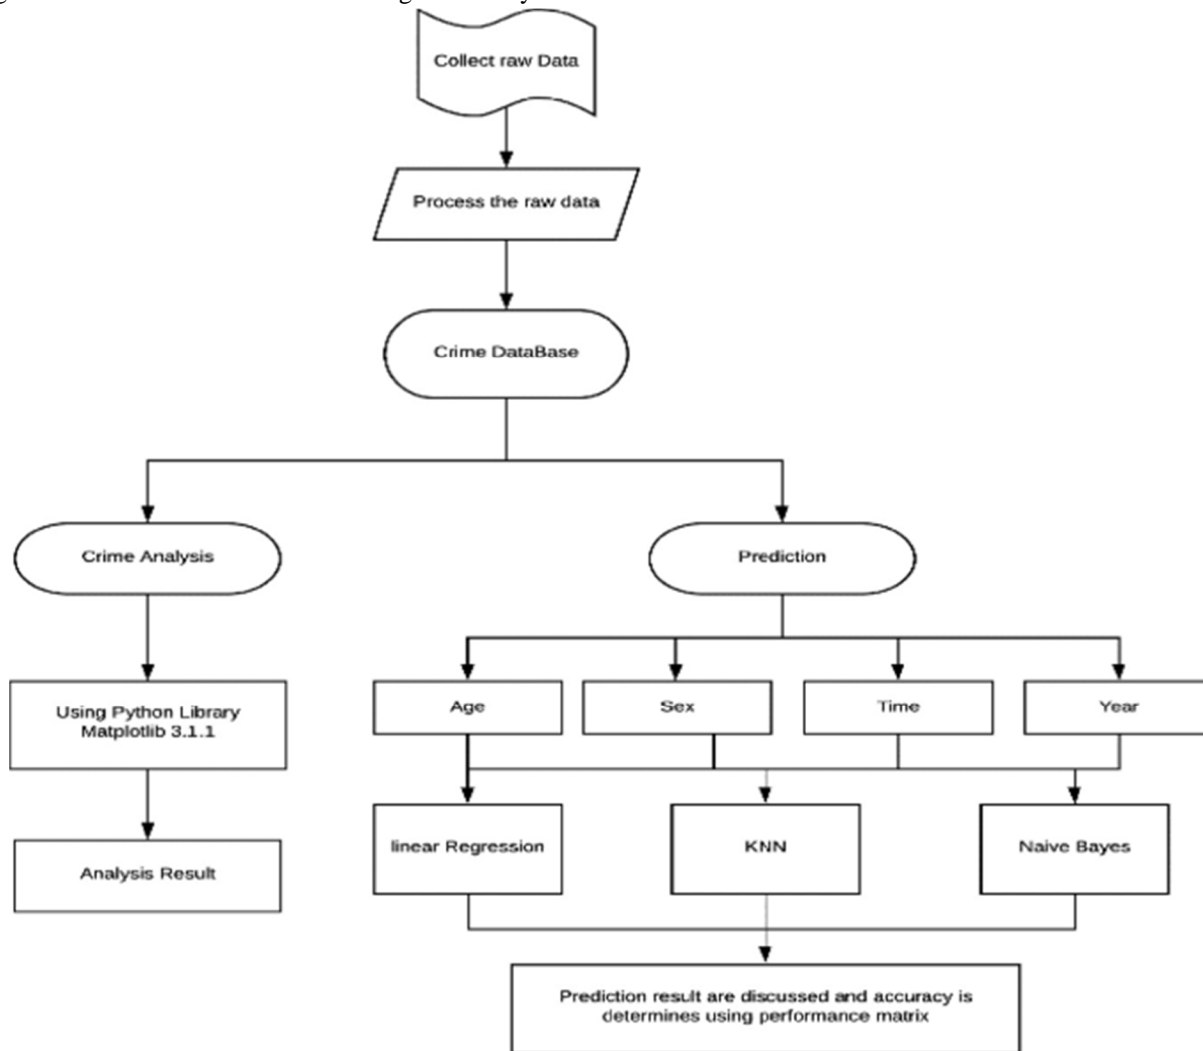 Collect raw Data
Process the raw data
Crime DataBase
Crime Analysis
Prediction
Using Python Library
Matplotlib 3.1.1
Age
Sex
Time
Year
linear Regression
KNN
Naive Bayes
Analysis Result
Prediction result are discussed and accuracy is
determines using performance matrix